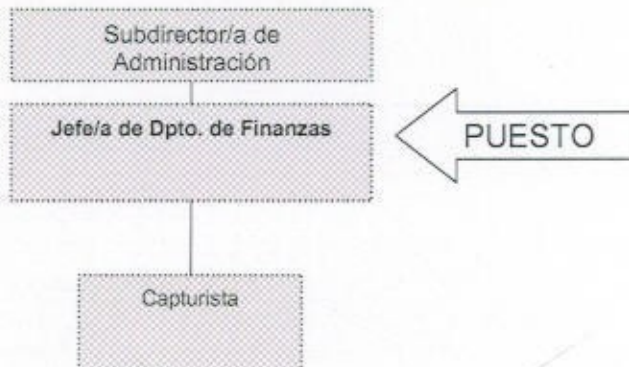 Subdirector/a de
Administración
Jefe/a de Dpto. de Finanzas
PUESTO
Capturista